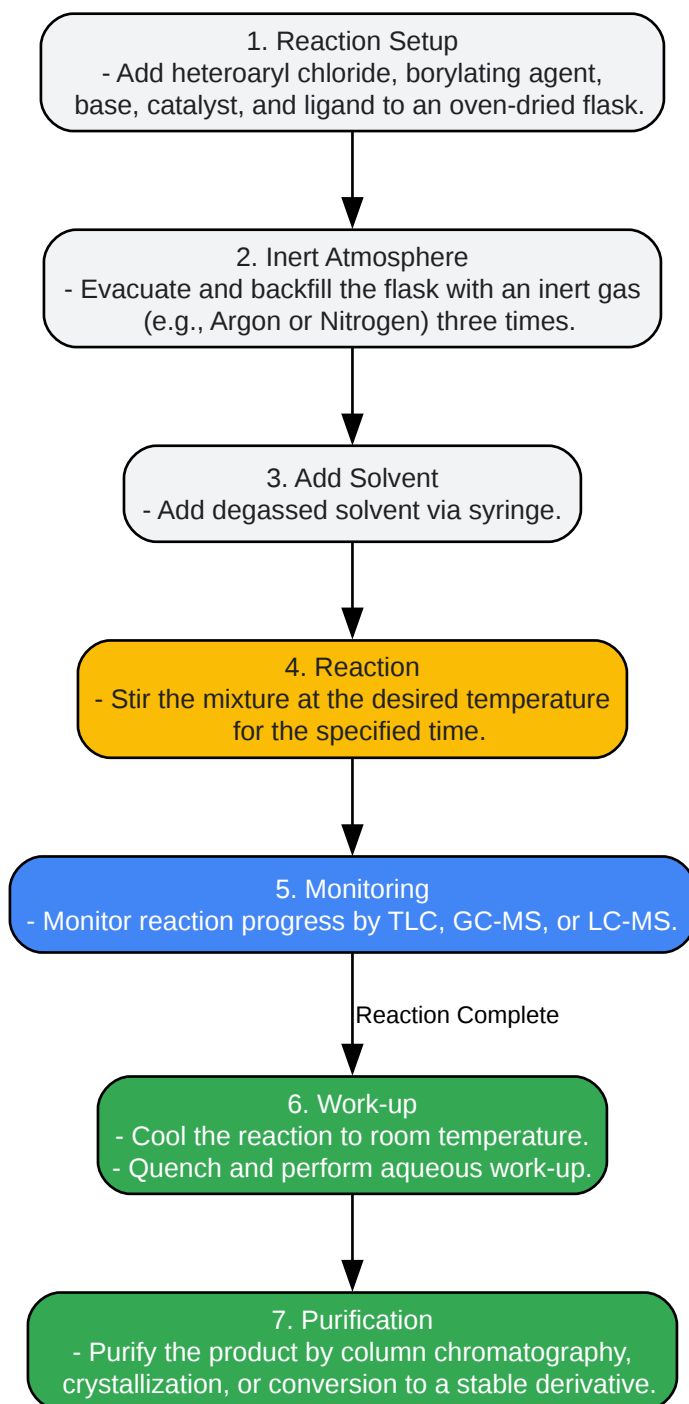 1. Reaction Setup
- Add heteroaryl chloride, borylating agent,
base, catalyst, and ligand to an oven-dried flask.
2. Inert Atmosphere
- Evacuate and backfill the flask with an inert gas
(e.g., Argon or Nitrogen) three times.
3. Add Solvent
- Add degassed solvent via syringe.
4. Reaction
- Stir the mixture at the desired temperature
for the specified time.
5. Monitoring
- Monitor reaction progress by TLC, GC-MS, or LC-MS.
Reaction Complete
6. Work-up
- Cool the reaction to room temperature.
- Quench and perform aqueous work-up.
7. Purification
- Purify the product by column chromatography,
crystallization, or conversion to a stable derivative.